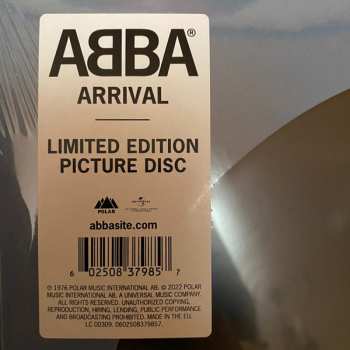 ABBA®
ARRIVAL
LIMITED EDITION
PICTURE DISC
POLAR
UNIVERSAL
abbasite.com
6 02508 37985 7
℗ 1976 POLAR MUSIC INTERNATIONAL AB. © 2022 POLAR
MUSIC INTERNATIONAL AB, A UNIVERSAL MUSIC COMPANY.
ALL RIGHTS RESERVED. UNAUTHORIZED COPYING,
REPRODUCTION, HIRING, LENDING, PUBLIC PERFORMANCE
AND BROADCASTING PROHIBITED. MADE IN THE EU.
LC 00309. 0602508379857.